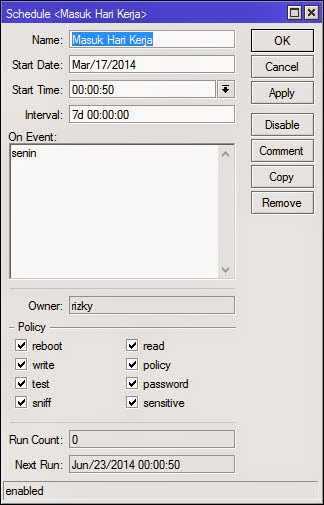 Schedule <Masuk Hari Kerja>
Name: Masuk Hari Kerja
OK
Start Date: Mar/17/2014
Cancel
Start Time: 00:00:50
Apply
Interval: 7d 00:00:00
On Event:
Disable
senin
Comment
Copy
Remove
Owner: rizky
Policy
reboot read
write policy
test password
sniff sensitive
Run Count: 0
Next Run: Jun/23/2014 00:00:50
enabled